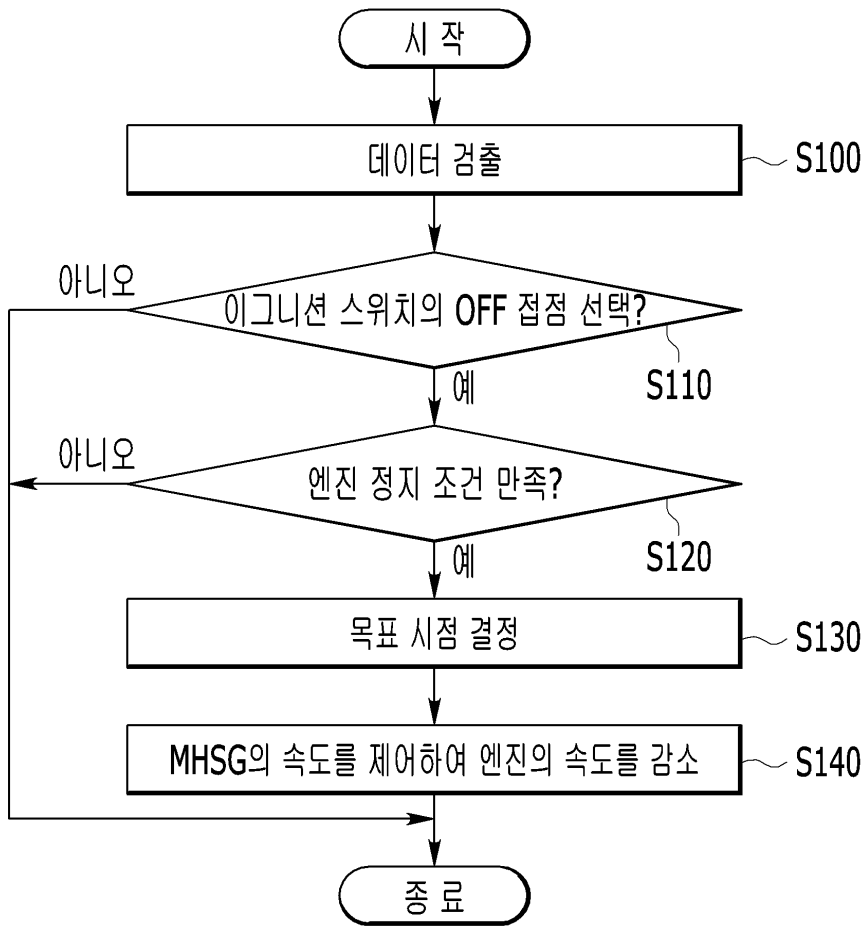 시 작
데이터 검출
S100
아니오
이그니션 스위치의 OFF 접점 선택?
S110
예
아니오
엔진 정지 조건 만족?
S120
예
목표 시점 결정
S130
MHSG의 속도를 제어하여 엔진의 속도를 감소
S140
종 료